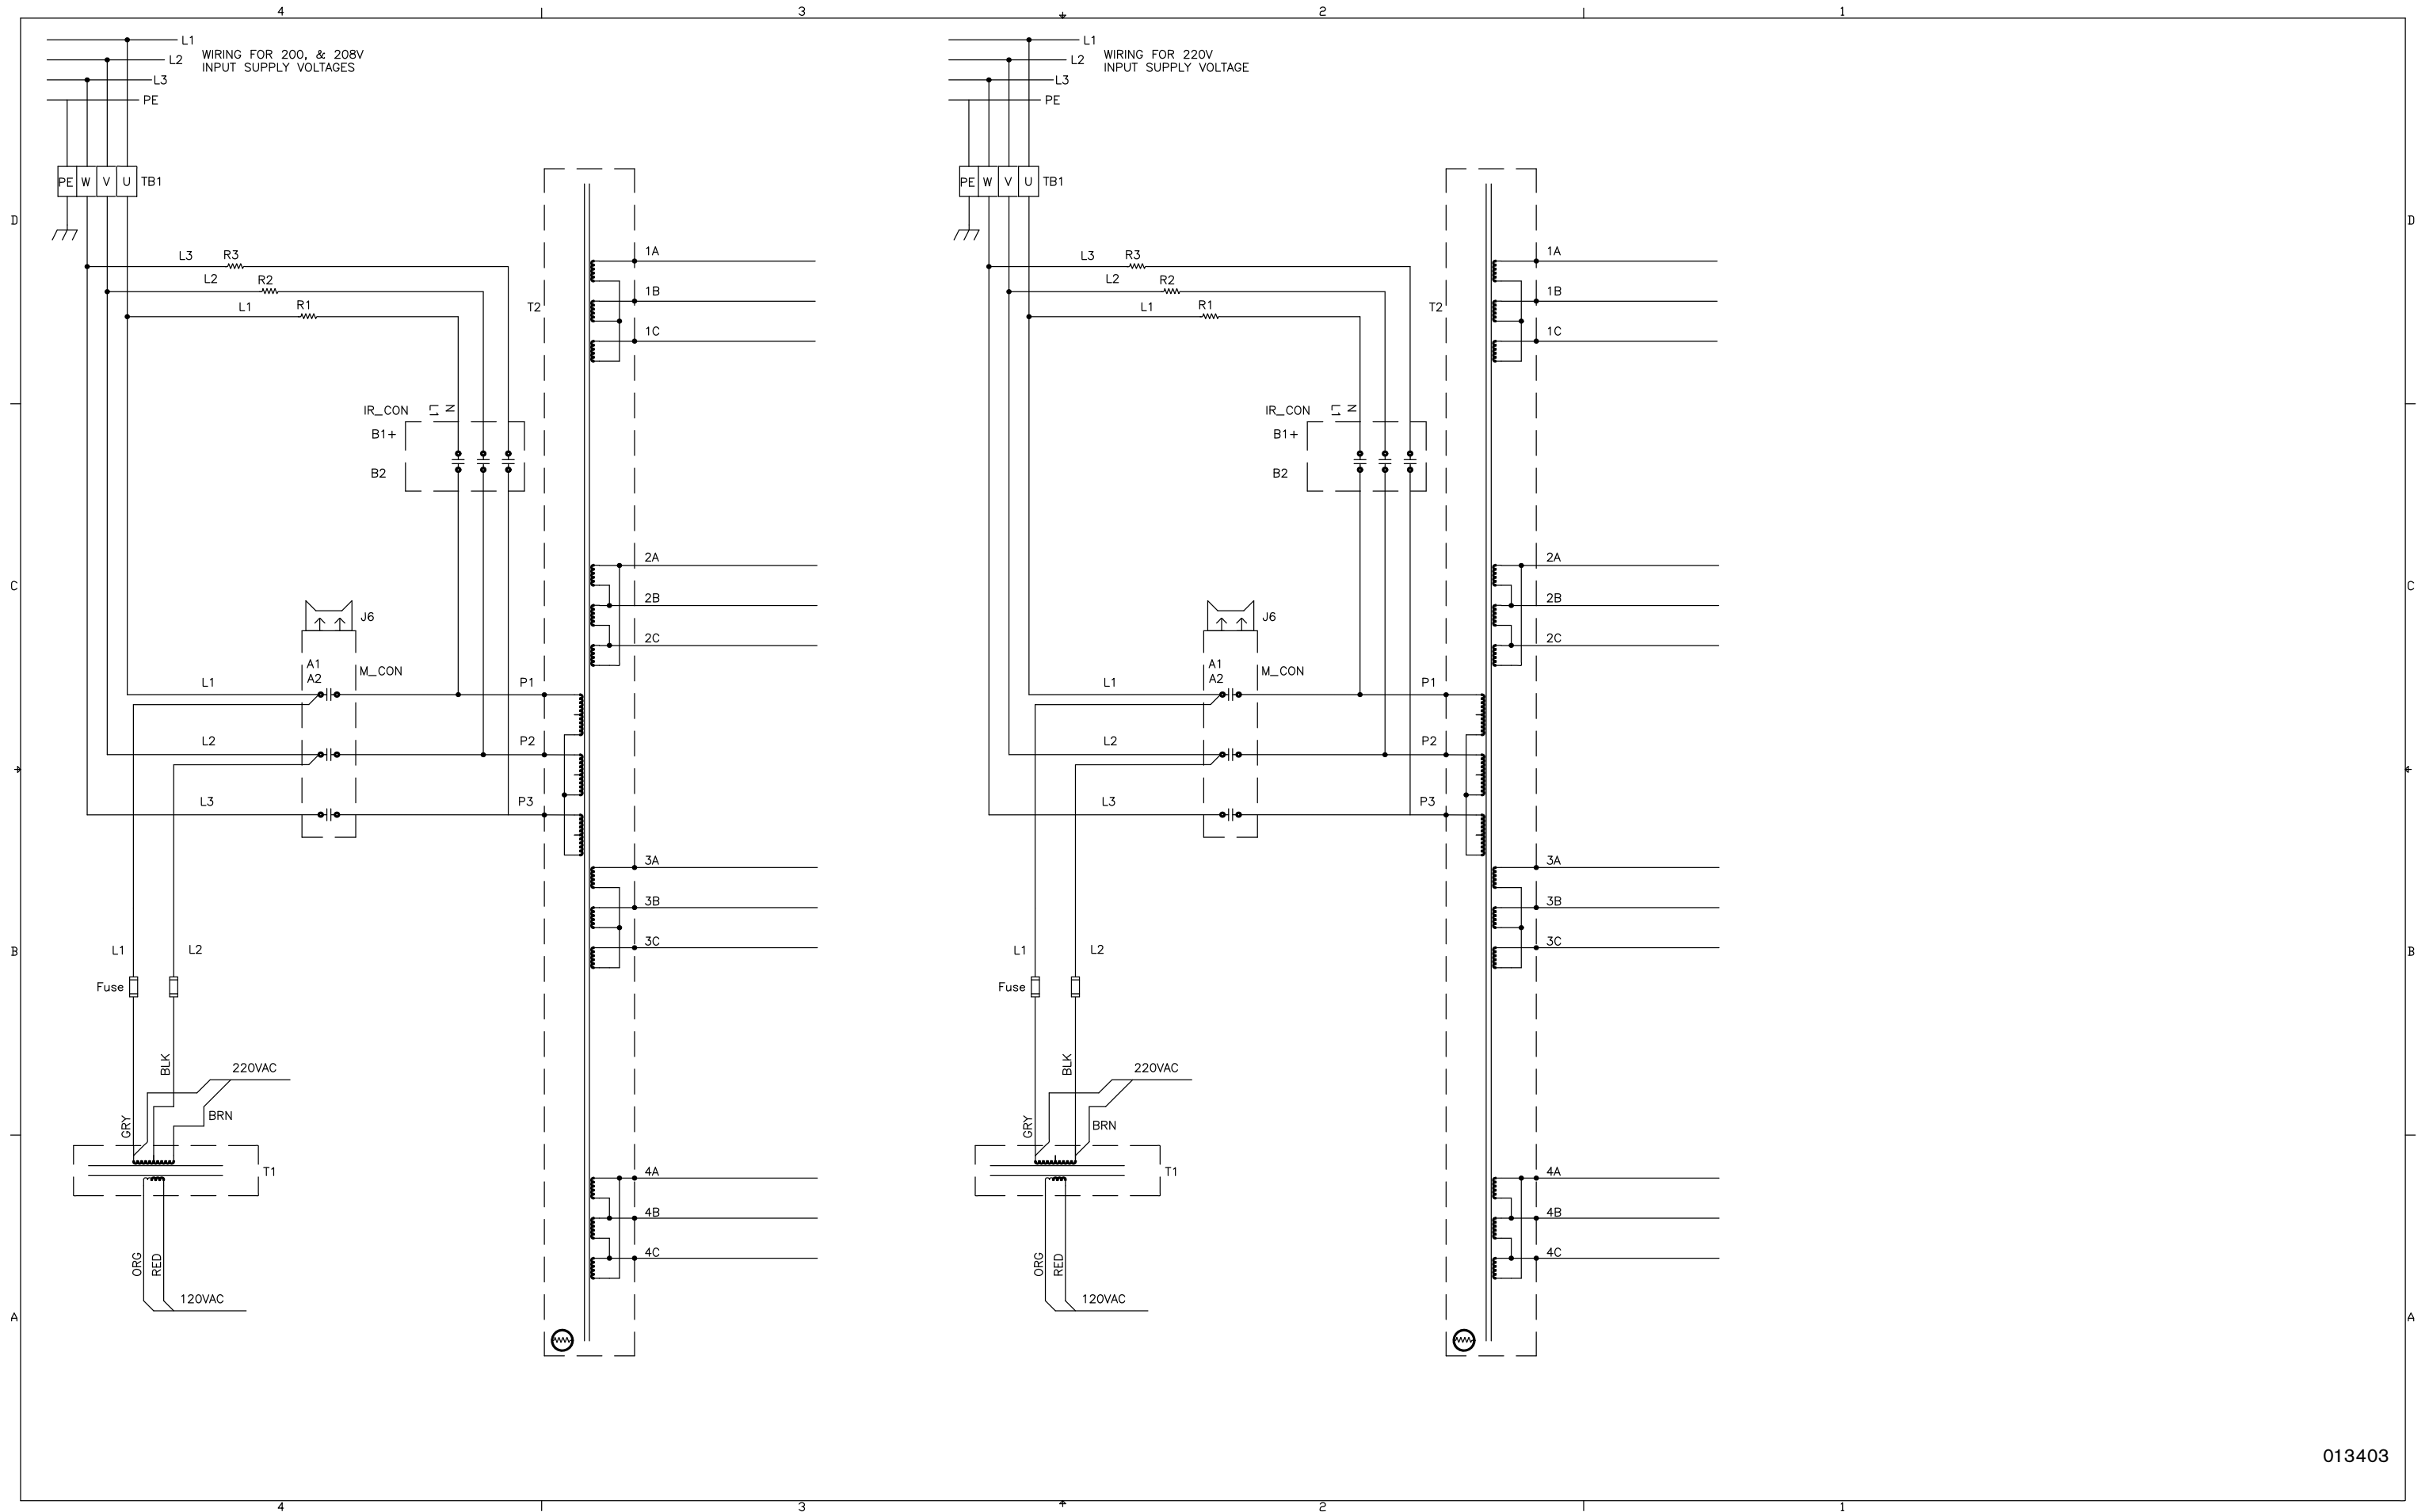 4
3
2
1
L1
L2
L3
PE
WIRING FOR 200, & 208V
INPUT SUPPLY VOLTAGES
PE W V U TB1
D
L3 R3
L2 R2
L1 R1
T2
1A
1B
1C
IR_CON L1 N
B1+
B2
C
2A
2B
2C
J6
A1
A2
M_CON
L1 P1
L2 P2
L3 P3
3A
3B
3C
B
L1 L2
Fuse
BLK
220VAC
GRY
BRN
T1
4A
4B
4C
ORG
RED
120VAC
A
L1
L2
L3
PE
WIRING FOR 220V
INPUT SUPPLY VOLTAGE
PE W V U TB1
D
L3 R3
L2 R2
L1 R1
T2
1A
1B
1C
IR_CON L1 N
B1+
B2
C
2A
2B
2C
J6
A1
A2
M_CON
L1 P1
L2 P2
L3 P3
3A
3B
3C
B
L1 L2
Fuse
BLK
220VAC
GRY
BRN
T1
4A
4B
4C
ORG
RED
120VAC
A
013403
4
3
2
1